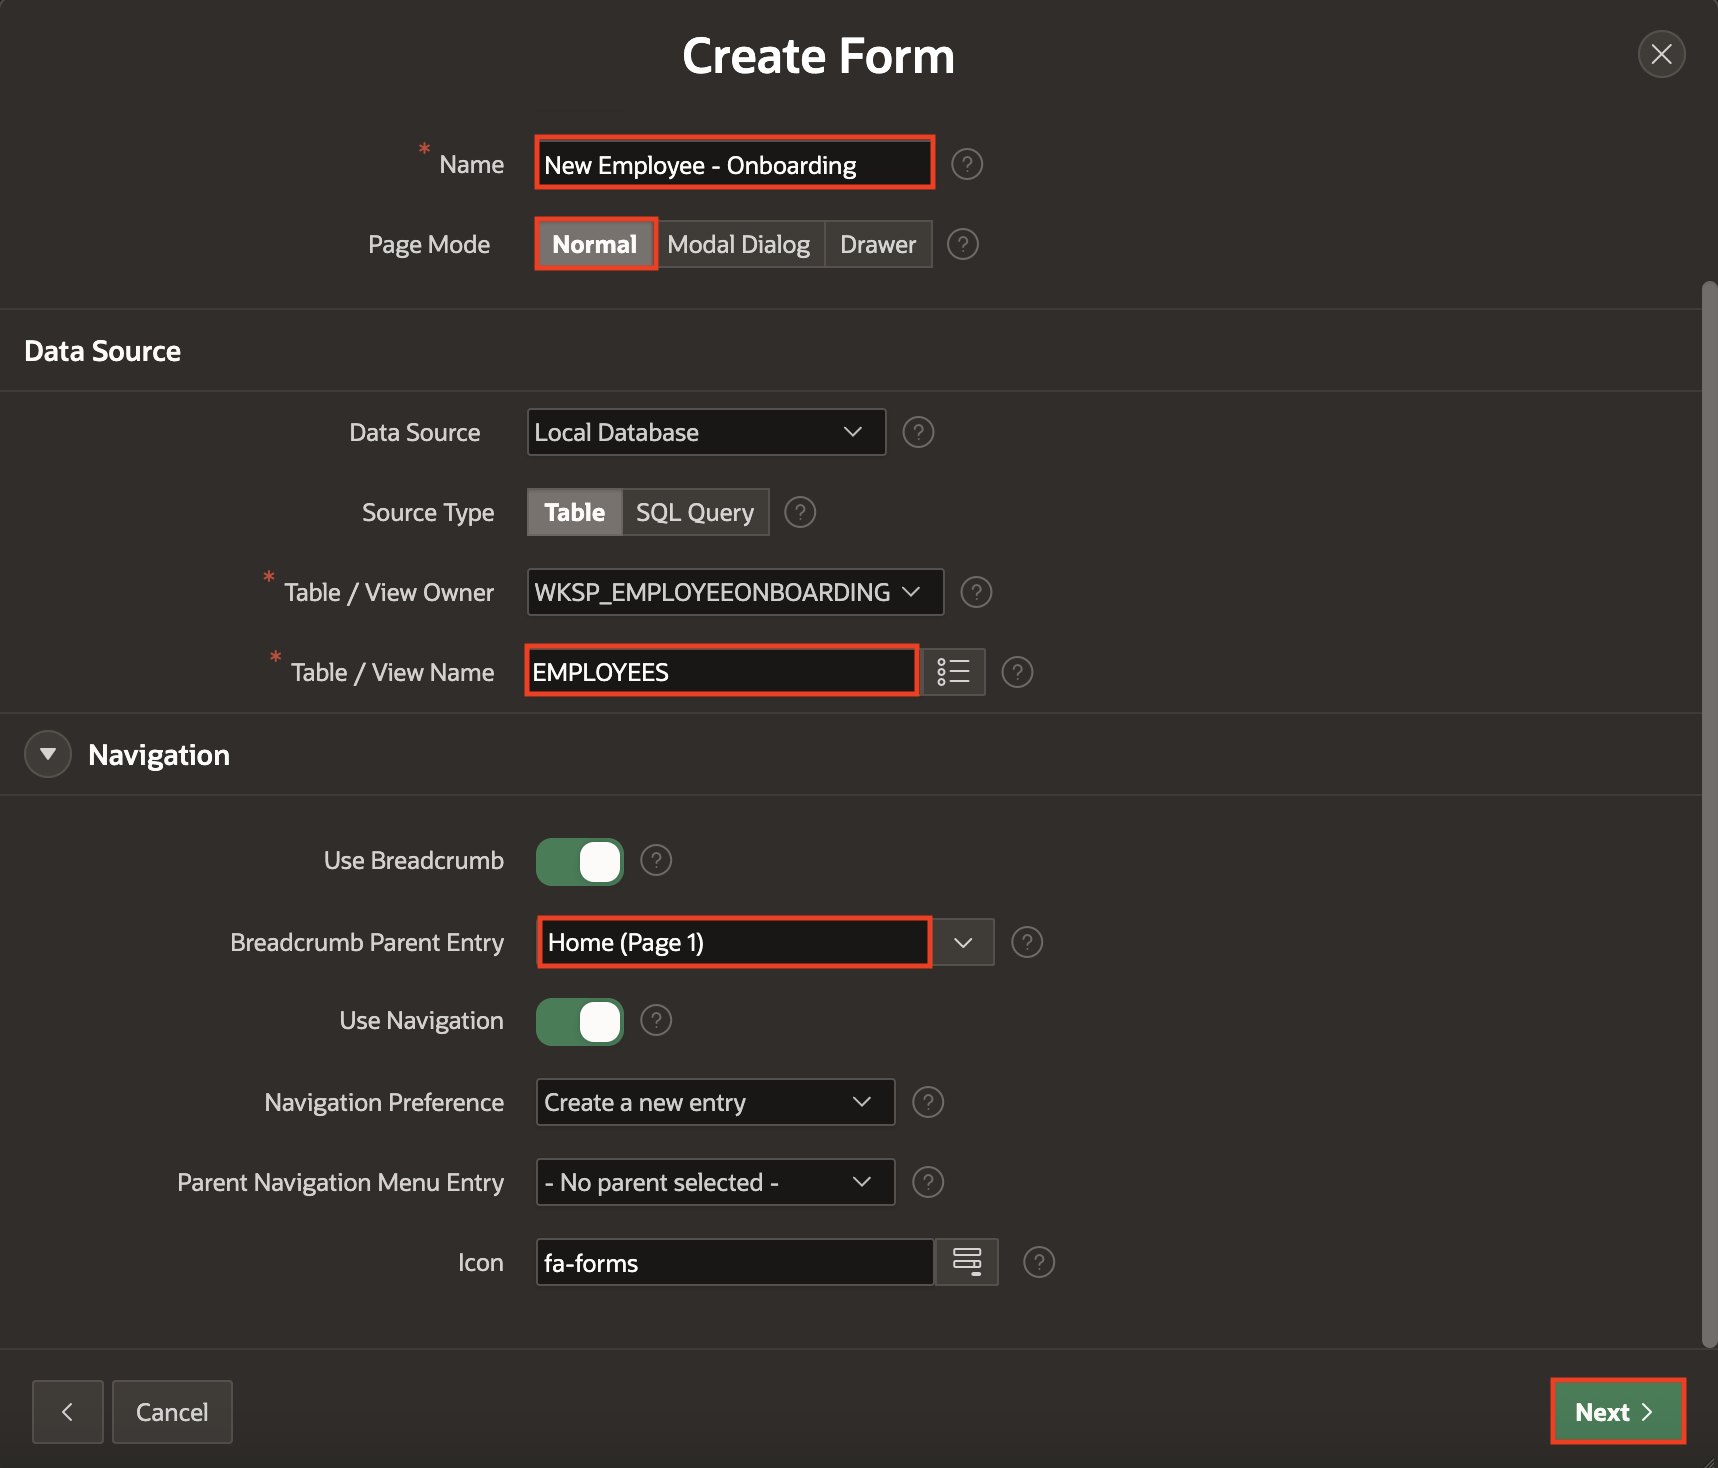 Create Form
* Name New Employee - Onboarding ?
Page Mode Normal Modal Dialog Drawer ?
Data Source
Data Source Local Database ?
Source Type Table SQL Query ?
* Table / View Owner WKSP_EMPLOYEEONBOARDING ?
* Table / View Name EMPLOYEES ?
Navigation
Use Breadcrumb ?
Breadcrumb Parent Entry Home (Page 1) ?
Use Navigation ?
Navigation Preference Create a new entry ?
Parent Navigation Menu Entry - No parent selected - ?
Icon fa-forms ?
Cancel Next